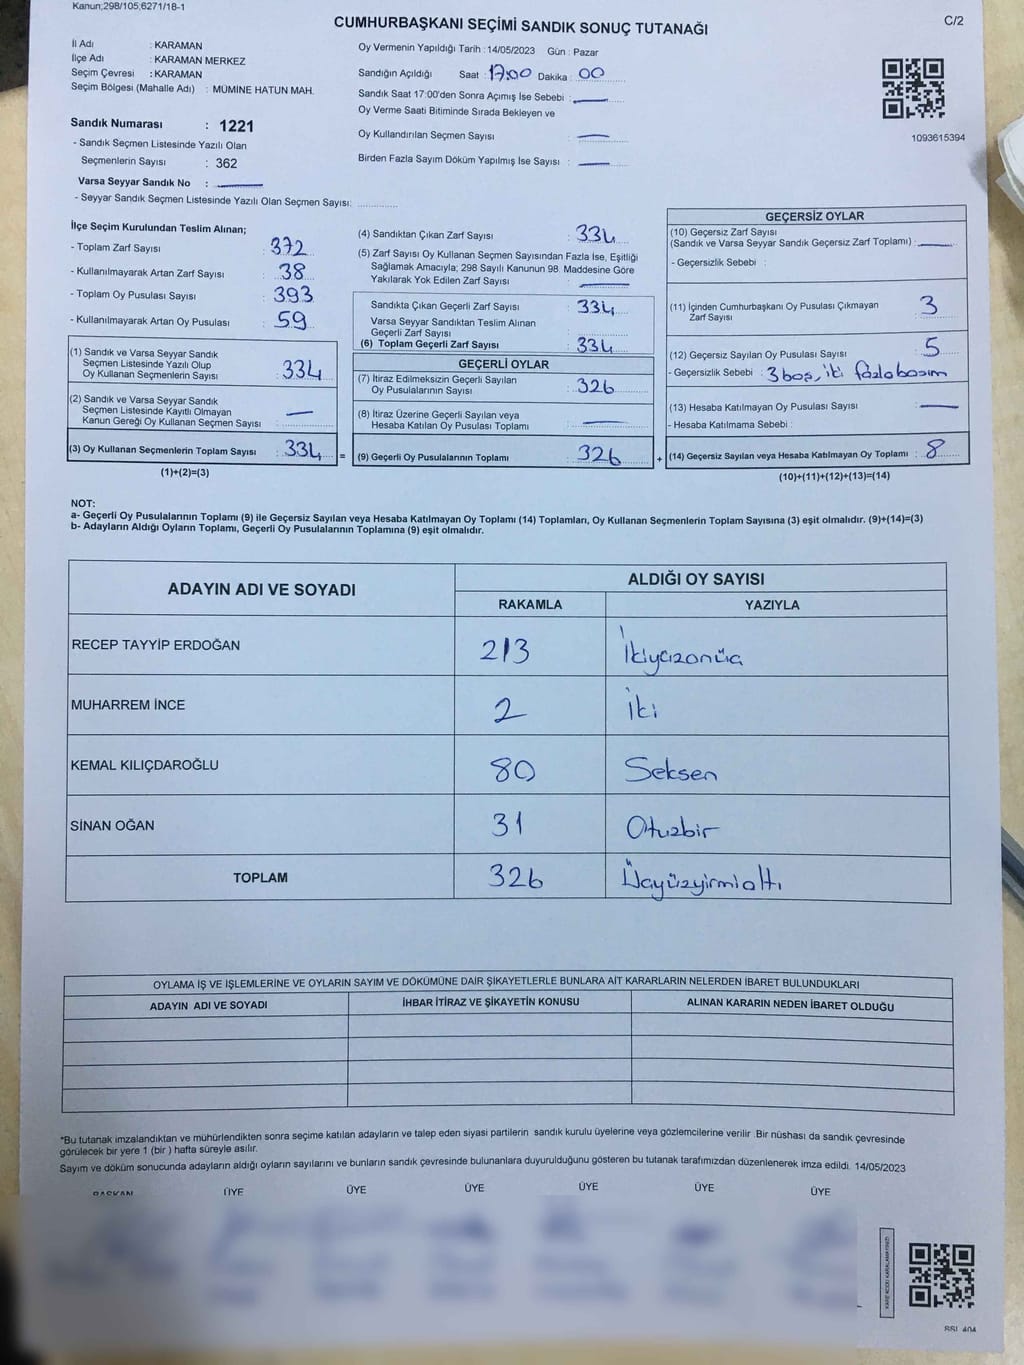 Kanun;298/105;6271/18-1
CUMHURBAŞKANI SEÇİMİ SANDIK SONUÇ TUTANAĞI
C/2
İl Adı : KARAMAN
İlçe Adı : KARAMAN MERKEZ
Seçim Çevresi : KARAMAN
Seçim Bölgesi (Mahalle Adı) : MÜMİNE HATUN MAH.
Sandık Numarası : 1221
- Sandık Seçmen Listesinde Yazılı Olan
Seçmenlerin Sayısı : 362
Varsa Seyyar Sandık No :
- Seyyar Sandık Seçmen Listesinde Yazılı Olan Seçmen Sayısı:
Oy Vermenin Yapıldığı Tarih : 14/05/2023 Gün : Pazar
Sandığın Açıldığı Saat : 17:00 Dakika : 00
Sandık Saat 17:00'den Sonra Açımış İse Sebebi :
Oy Verme Saati Bitiminde Sırada Bekleyen ve
Oy Kullandırılan Seçmen Sayısı :
Birden Fazla Sayım Döküm Yapılmış İse Sayısı :
1093615394
İlçe Seçim Kurulundan Teslim Alınan;
- Toplam Zarf Sayısı : 372
- Kullanılmayarak Artan Zarf Sayısı : 38
- Toplam Oy Pusulası Sayısı : 393
- Kullanılmayarak Artan Oy Pusulası : 59
(1) Sandık ve Varsa Seyyar Sandık
Seçmen Listesinde Yazılı Olup
Oy Kullanan Seçmenlerin Sayısı : 334
(2) Sandık ve Varsa Seyyar Sandık
Seçmen Listesinde Kayıtlı Olmayan
Kanun Gereği Oy Kullanan Seçmen Sayısı :
(3) Oy Kullanan Seçmenlerin Toplam Sayısı : 334 =
(1)+(2)=(3)
(4) Sandıktan Çıkan Zarf Sayısı : 334
(5) Zarf Sayısı Oy Kullanan Seçmen Sayısından Fazla İse, Eşitliği
Sağlamak Amacıyla; 298 Sayılı Kanunun 98. Maddesine Göre
Yakılarak Yok Edilen Zarf Sayısı :
Sandıkta Çıkan Geçerli Zarf Sayısı : 334
Varsa Seyyar Sandıktan Teslim Alınan
Geçerli Zarf Sayısı :
(6) Toplam Geçerli Zarf Sayısı : 334
GEÇERLİ OYLAR
(7) İtiraz Edilmeksizin Geçerli Sayılan
Oy Pusulalarının Sayısı : 326
(8) İtiraz Üzerine Geçerli Sayılan veya
Hesaba Katılan Oy Pusulası Toplamı :
(9) Geçerli Oy Pusulalarının Toplamı : 326 +
GEÇERSİZ OYLAR
(10) Geçersiz Zarf Sayısı
(Sandık ve Varsa Seyyar Sandık Geçersiz Zarf Toplamı) :
- Geçersizlik Sebebi :
(11) İçinden Cumhurbaşkanı Oy Pusulası Çıkmayan
Zarf Sayısı : 3
(12) Geçersiz Sayılan Oy Pusulası Sayısı : 5
- Geçersizlik Sebebi : 3 boş, iki fazla basım
(13) Hesaba Katılmayan Oy Pusulası Sayısı :
- Hesaba Katılmama Sebebi :
(14) Geçersiz Sayılan veya Hesaba Katılmayan Oy Toplamı : 8
(10)+(11)+(12)+(13)=(14)
NOT:
a- Geçerli Oy Pusulalarının Toplamı (9) ile Geçersiz Sayılan veya Hesaba Katılmayan Oy Toplamı (14) Toplamları, Oy Kullanan Seçmenlerin Toplam Sayısına (3) eşit olmalıdır. (9)+(14)=(3)
b- Adayların Aldığı Oyların Toplamı, Geçerli Oy Pusulalarının Toplamına (9) eşit olmalıdır.
ADAYIN ADI VE SOYADI
ALDIĞI OY SAYISI
RAKAMLA YAZIYLA
RECEP TAYYİP ERDOĞAN 213 İkiyüzonüç
MUHARREM İNCE 2 İki
KEMAL KILIÇDAROĞLU 80 Seksen
SİNAN OĞAN 31 Otuzbir
TOPLAM 326 Üçyüzyirmialtı
OYLAMA İŞ VE İŞLEMLERİNE VE OYLARIN SAYIM VE DÖKÜMÜNE DAİR ŞİKAYETLERLE BUNLARA AİT KARARLARIN NELERDEN İBARET BULUNDUKLARI
ADAYIN ADI VE SOYADI İHBAR İTİRAZ VE ŞİKAYETİN KONUSU ALINAN KARARIN NEDEN İBARET OLDUĞU
*Bu tutanak imzalandıktan ve mühürlendikten sonra seçime katılan adayların ve talep eden siyasi partilerin sandık kurulu üyelerine veya gözlemcilerine verilir .Bir nüshası da sandık çevresinde
görülecek bir yere 1 (bir ) hafta süreyle asılır.
Sayım ve döküm sonucunda adayların aldığı oyların sayılarını ve bunların sandık çevresinde bulunanlara duyurulduğunu gösteren bu tutanak tarafımızdan düzenlenerek imza edildi. 14/05/2023
BAŞKAN ÜYE ÜYE ÜYE ÜYE ÜYE ÜYE
KARE KODU KARALAMAYINIZ!